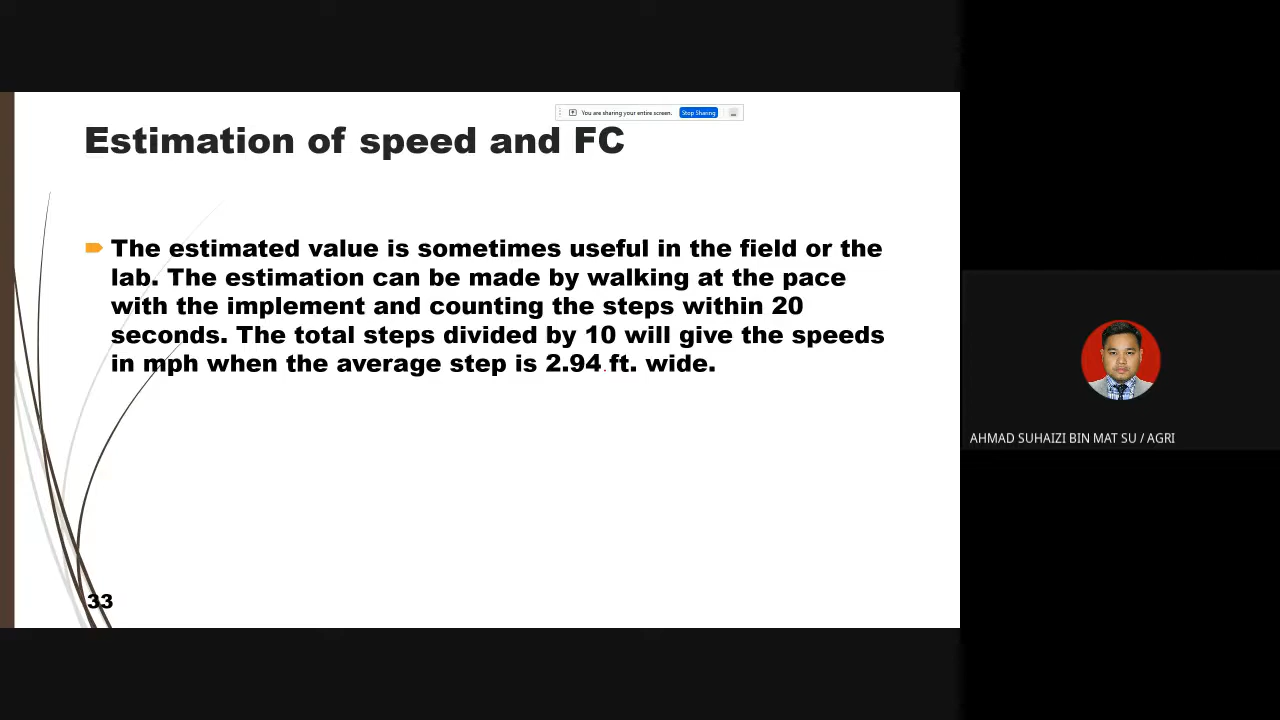 You are sharing your entire screen.
Stop Sharing
Estimation of speed and FC
The estimated value is sometimes useful in the field or the
lab. The estimation can be made by walking at the pace
with the implement and counting the steps within 20
seconds. The total steps divided by 10 will give the speeds
in mph when the average step is 2.94 ft. wide.
AHMAD SUHAIZI BIN MAT SU / AGRI
33